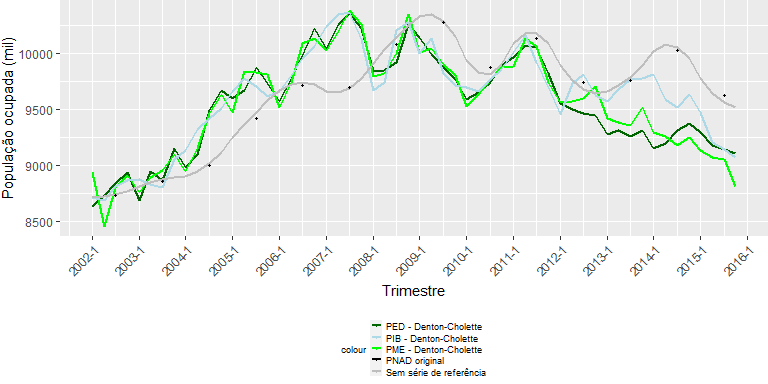 População ocupada (mil)
10000
9500
9000
8500
2002-1
2003-1
2004-1
2005-1
2006-1
2007-1
2008-1
2009-1
2010-1
2011-1
2012-1
2013-1
2014-1
2015-1
2016-1
Trimestre
colour
PED - Denton-Cholette
PIB - Denton-Cholette
PME - Denton-Cholette
PNAD original
Sem série de referência